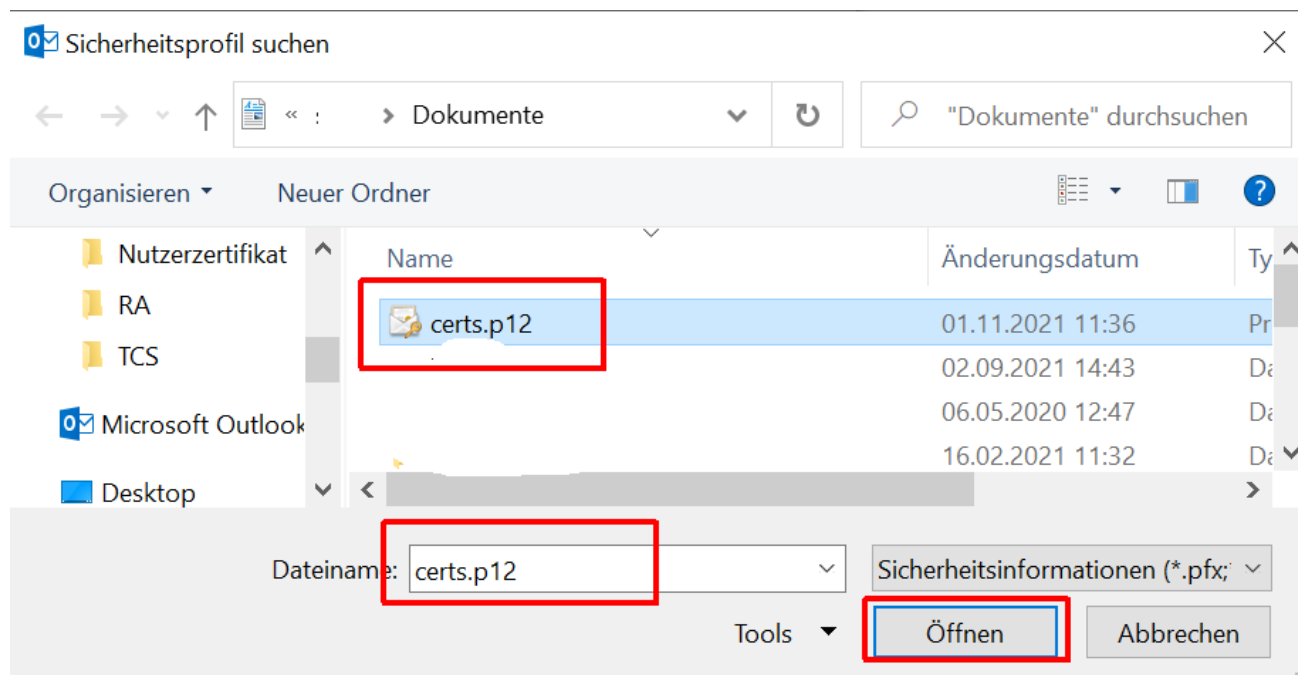 Sicherheitsprofil suchen
« : > Dokumente "Dokumente" durchsuchen
Organisieren Neuer Ordner
Nutzerzertifikat
RA
TCS
Microsoft Outlook
Desktop
Name Änderungsdatum Ty
certs.p12 01.11.2021 11:36 Pr
02.09.2021 14:43 Da
06.05.2020 12:47 Da
16.02.2021 11:32 Da
Dateiname: certs.p12 Sicherheitsinformationen (*.pfx;
Tools Öffnen Abbrechen